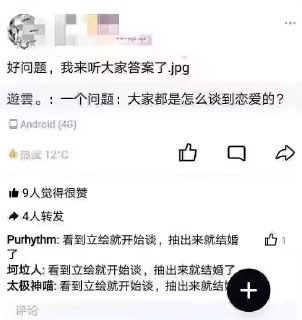 好问题，我来听大家答案了.jpg
遊雲。：一个问题：大家都是怎么谈到恋爱的？
Android (4G)
热度 12°C
9人觉得很赞
4人转发
Purhythm: 看到立绘就开始谈，抽出来就结婚
1
了
坷垃人: 看到立绘就开始谈，抽出来就结婚了
太极神喵: 看到立绘就开始谈，抽出来就结婚
评论